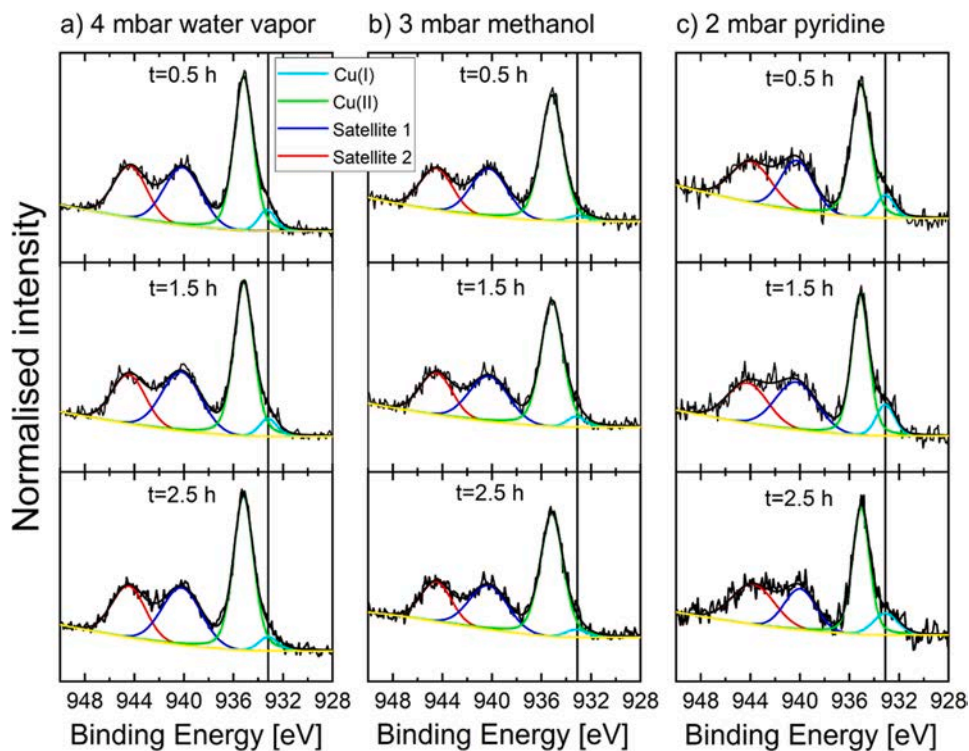 a) 4 mbar water vapor
b) 3 mbar methanol
c) 2 mbar pyridine
Normalised intensity
t=0.5 h
t=0.5 h
t=0.5 h
Cu(I)
Cu(II)
Satellite 1
Satellite 2
t=1.5 h
t=1.5 h
t=1.5 h
t=2.5 h
t=2.5 h
t=2.5 h
948 944 940 936 932 928
948 944 940 936 932 928
948 944 940 936 932 928
Binding Energy [eV]
Binding Energy [eV]
Binding Energy [eV]